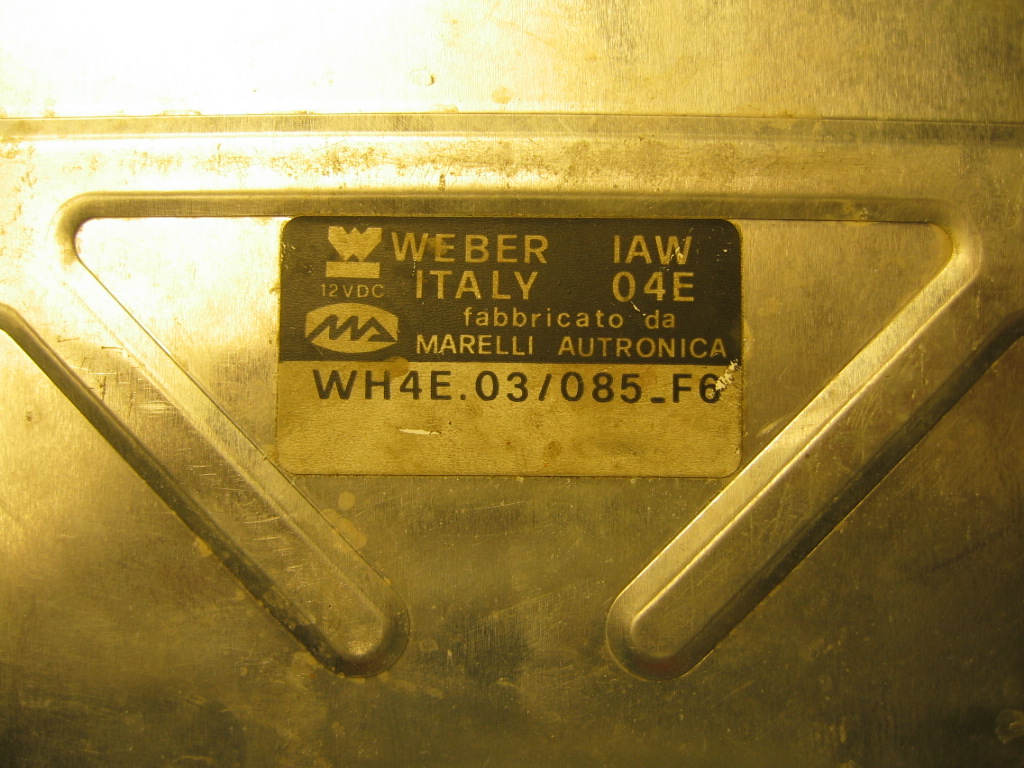 WEBER IAW
ITALY 04E
12VDC
fabbricato da
MARELLI AUTRONICA
WH4E.03/085_F6